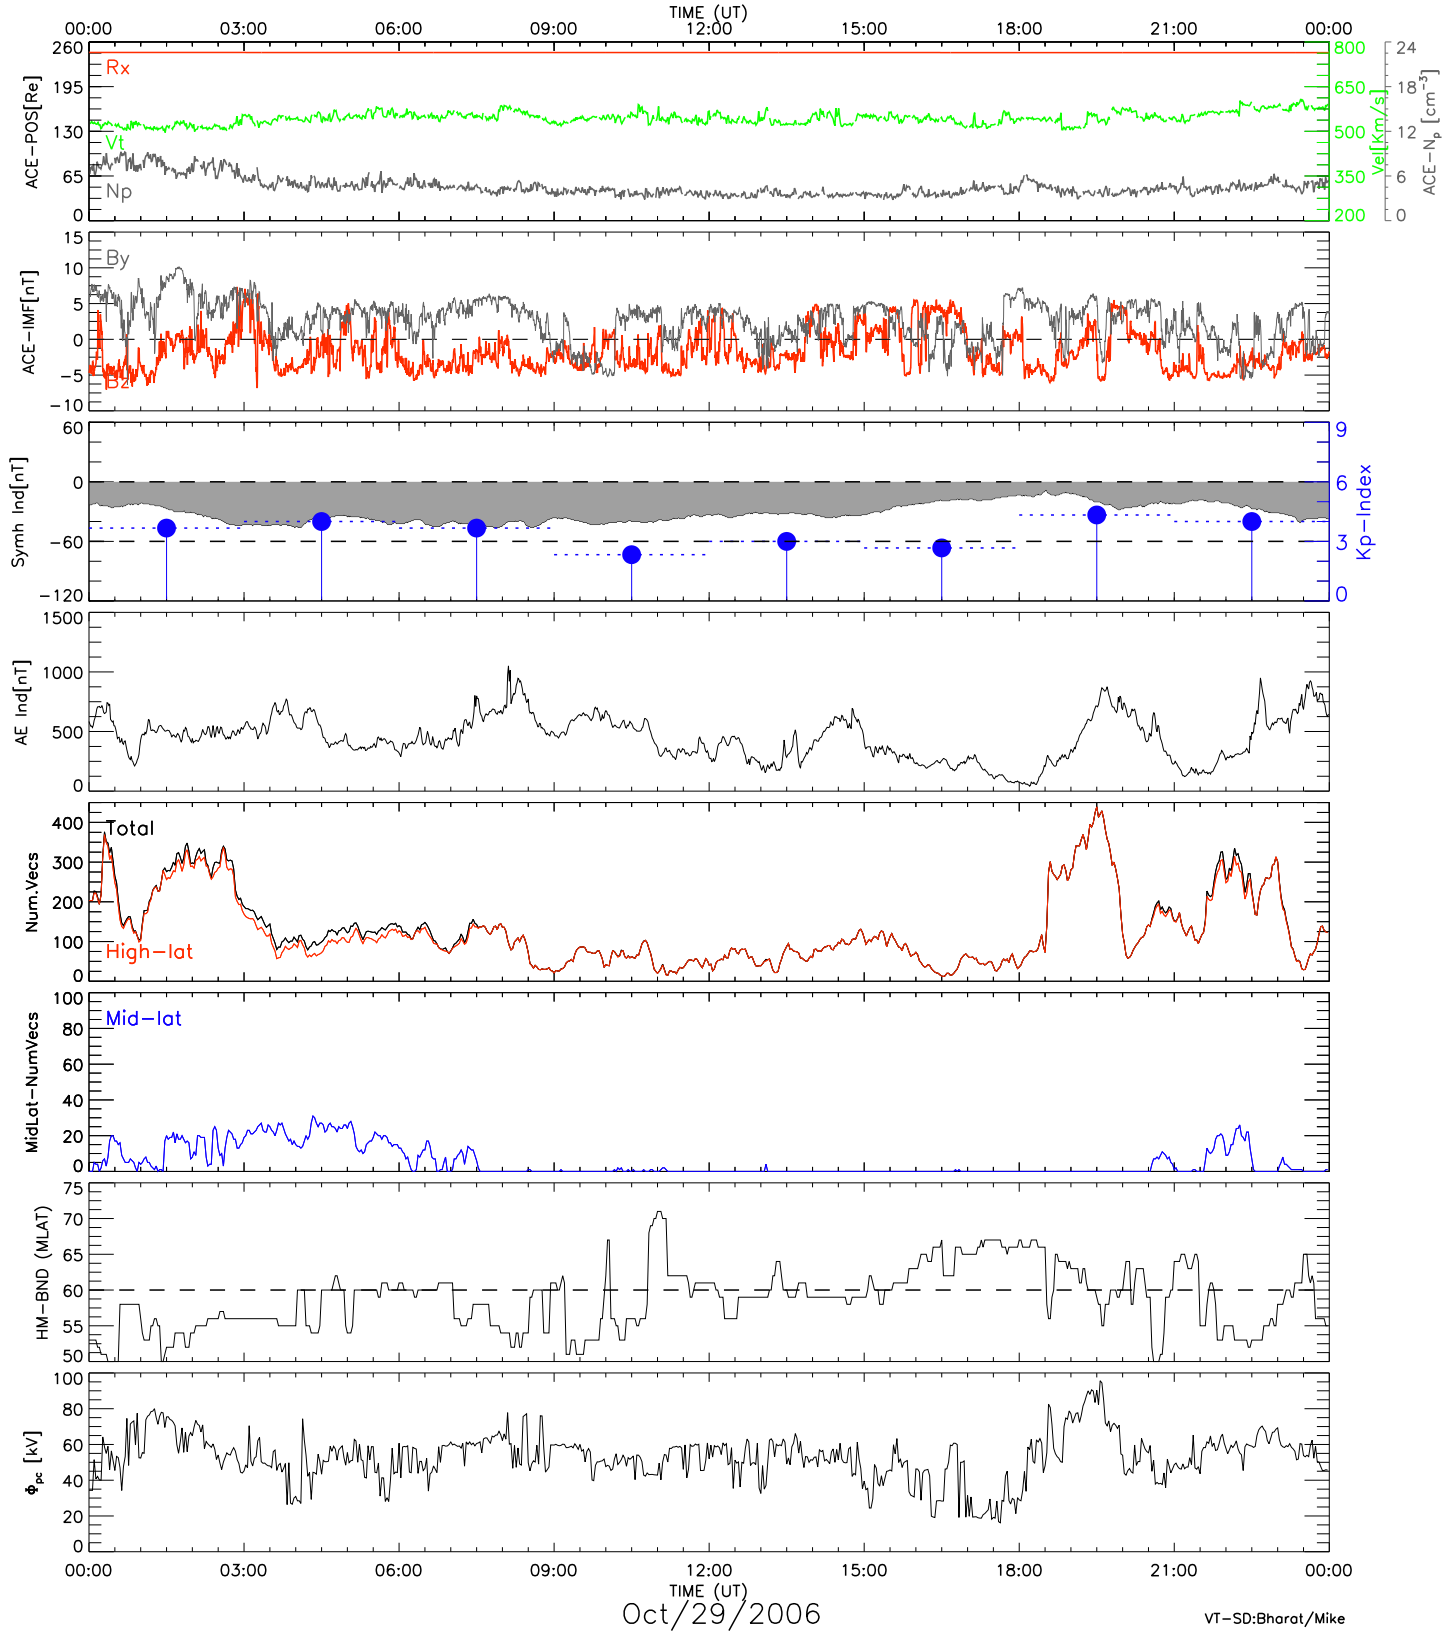 TIME (UT)
00:00 03:00 06:00 09:00 12:00 15:00 18:00 21:00 00:00
260
195
130
65
0
ACE-POS[Re]
Rx
Vt
Np
800
650
500
350
200
Vel[Km/s]
24
18
12
6
0
ACE-Np [cm-3]
15
10
5
0
-5
-10
ACE-IMF[nT]
By
Bz
60
0
-60
-120
Symh Ind[nT]
9
6
3
0
Kp-Index
1500
1000
500
0
AE Ind[nT]
400
300
200
100
0
Num.Vecs
Total
High-lat
100
80
60
40
20
0
MidLat-NumVecs
Mid-lat
75
70
65
60
55
50
HM-BND (MLAT)
100
80
60
40
20
0
Φpc [kV]
00:00 03:00 06:00 09:00 12:00 15:00 18:00 21:00 00:00
TIME (UT)
Oct/29/2006
VT-SD:Bharat/Mike